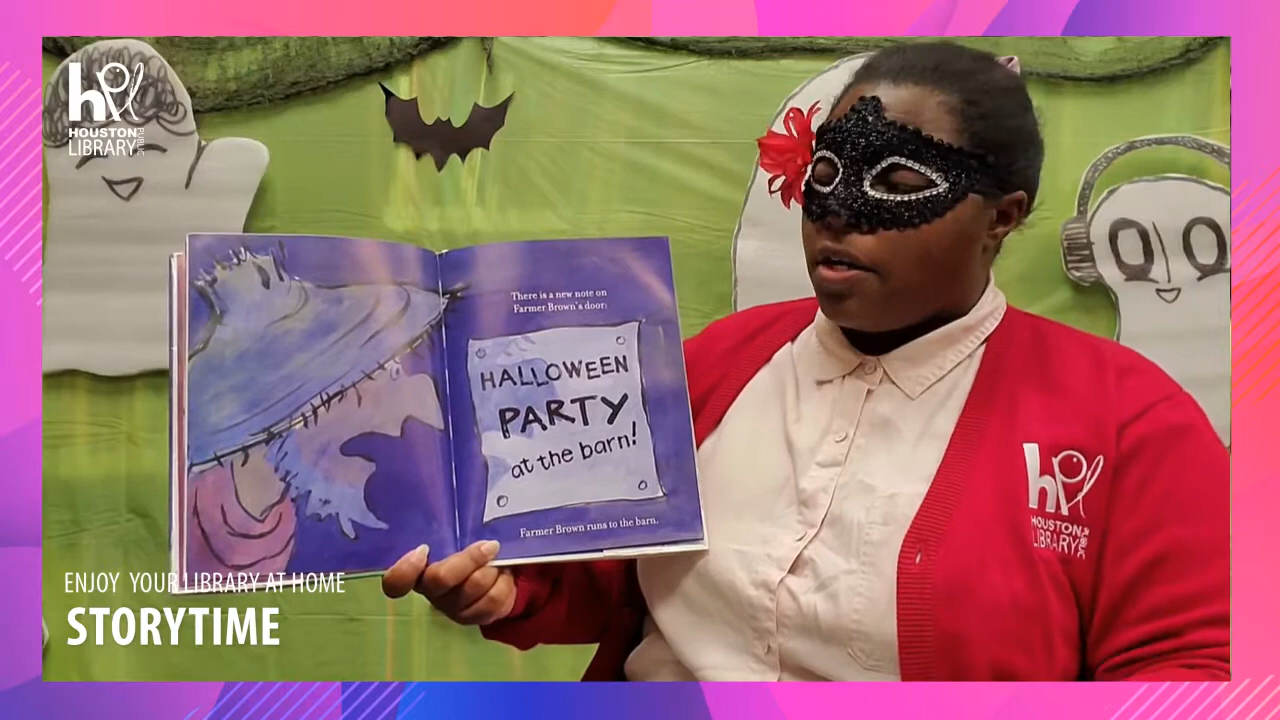 hpl
HOUSTON
PUBLIC
LIBRARY
There is a new note on
Farmer Brown's door:
HALLOWEEN
PARTY
at the barn!
Farmer Brown runs to the barn.
hpl
HOUSTON
PUBLIC
LIBRARY
ENJOY YOUR LIBRARY AT HOME
STORYTIME